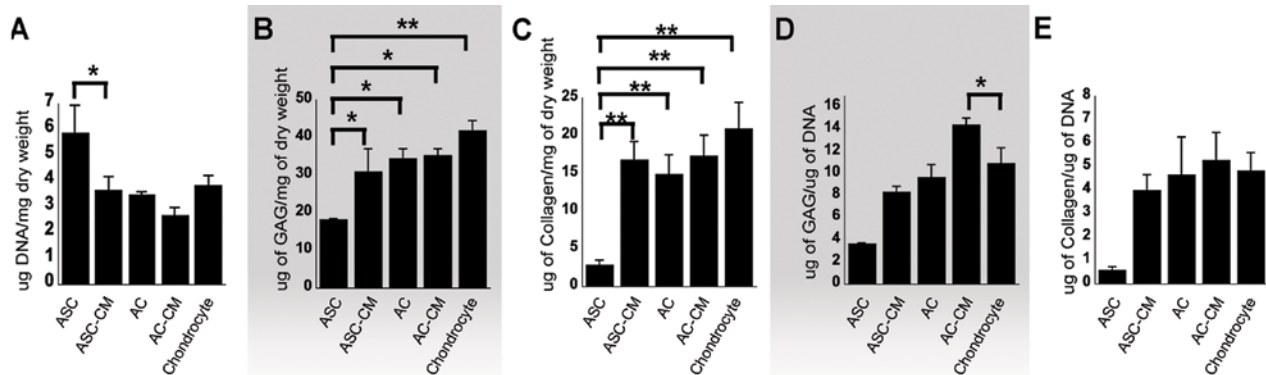 A
*
ug DNA/mg dry weight
7
6
5
4
3
2
1
0
ASC
ASC-CM
AC
AC-CM
Chondrocyte
B
**
*
*
*
ug of GAG/mg of dry weight
50
40
30
20
10
0
ASC
ASC-CM
AC
AC-CM
Chondrocyte
C
**
**
**
**
ug of Collagen/mg of dry weight
25
20
15
10
5
0
ASC
ASC-CM
AC
AC-CM
Chondrocyte
D
*
ug of GAG/ug of DNA
16
14
12
10
8
6
4
2
0
ASC
ASC-CM
AC
AC-CM
Chondrocyte
E
ug of Collagen/ug of DNA
8
7
6
5
4
3
2
1
0
ASC
ASC-CM
AC
AC-CM
Chondrocyte